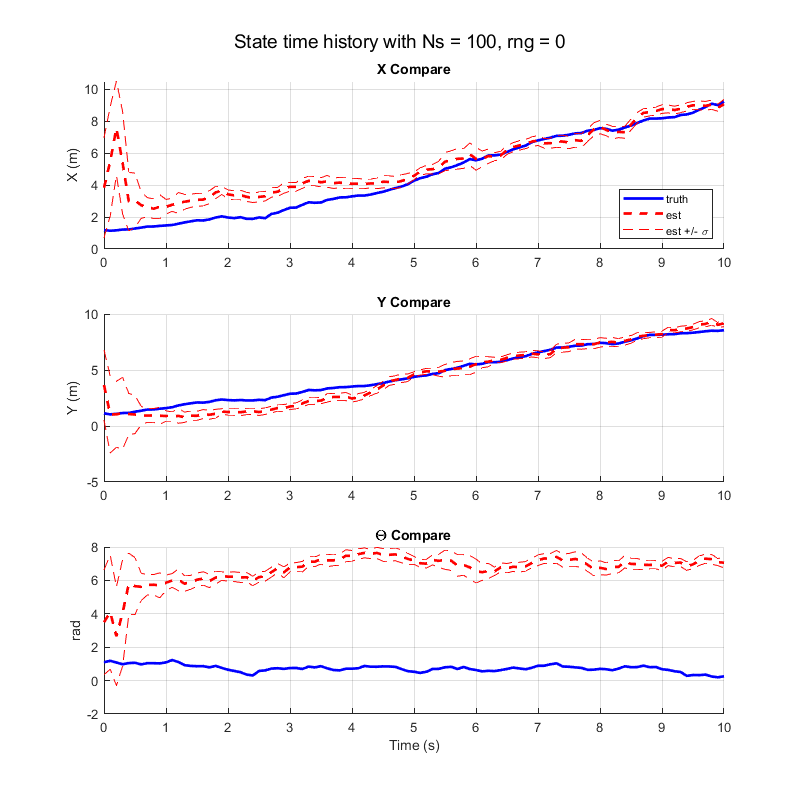 State time history with Ns = 100, rng = 0
X Compare
X (m)
10
8
6
4
2
0
truth
est
est +/- σ
0 1 2 3 4 5 6 7 8 9 10
Y Compare
Y (m)
10
5
0
-5
0 1 2 3 4 5 6 7 8 9 10
Θ Compare
rad
8
6
4
2
0
-2
0 1 2 3 4 5 6 7 8 9 10
Time (s)